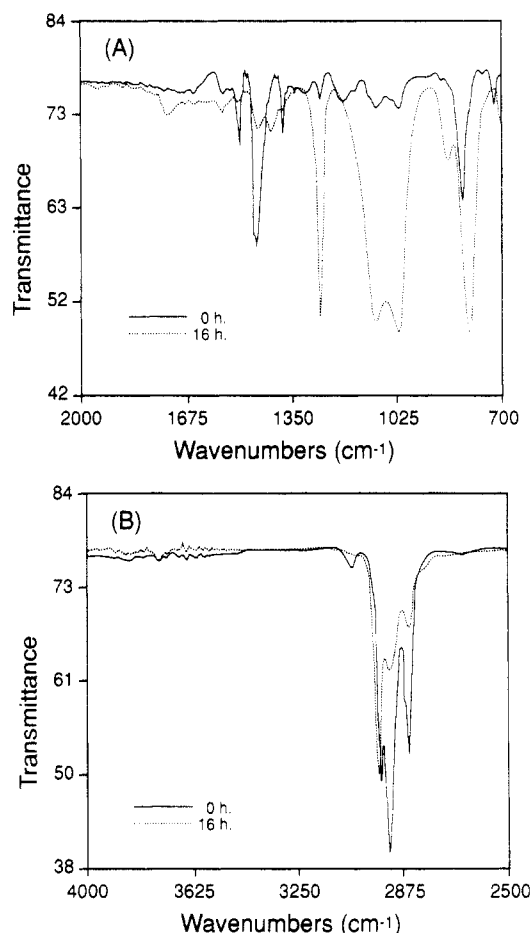 (A)
84
73
63
52
42
Transmittance
0 h.
16 h.
2000 1675 1350 1025 700
Wavenumbers (cm-1)
(B)
84
73
61
50
38
Transmittance
0 h.
16 h.
4000 3625 3250 2875 2500
Wavenumbers (cm-1)